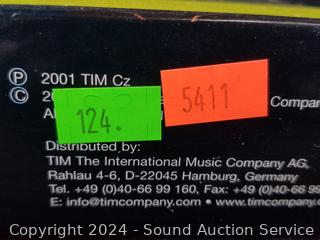 ℗ 2001 TIM Cz
© 20
5411
Compan
124.
Distributed by:
TIM The International Music Company AG,
Rahlau 4-6, D-22045 Hamburg, Germany
Tel. +49 (0)40-66 99 160, Fax: +49 (0)40-66 99
E: info@timcompany.com • www.timcompany.
Copyright 2024 - Sound Auction Service